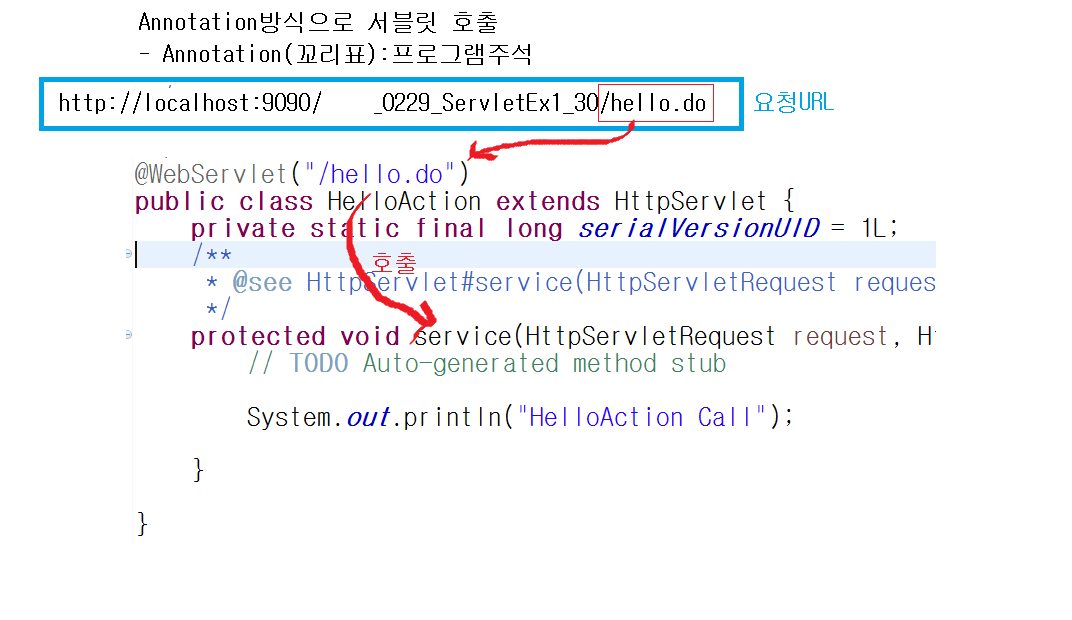 Annotation방식으로 서블릿 호출
- Annotation(꼬리표):프로그램주석
http://localhost:9090/ _0229_ServletEx1_30/hello.do 요청URL
@WebServlet("/hello.do")
public class HelloAction extends HttpServlet {
private static final long serialVersionUID = 1L;
/**
호출
* @see HttpServlet#service(HttpServletRequest reques
*/
protected void service(HttpServletRequest request, Ht
// TODO Auto-generated method stub
System.out.println("HelloAction Call");
}
}